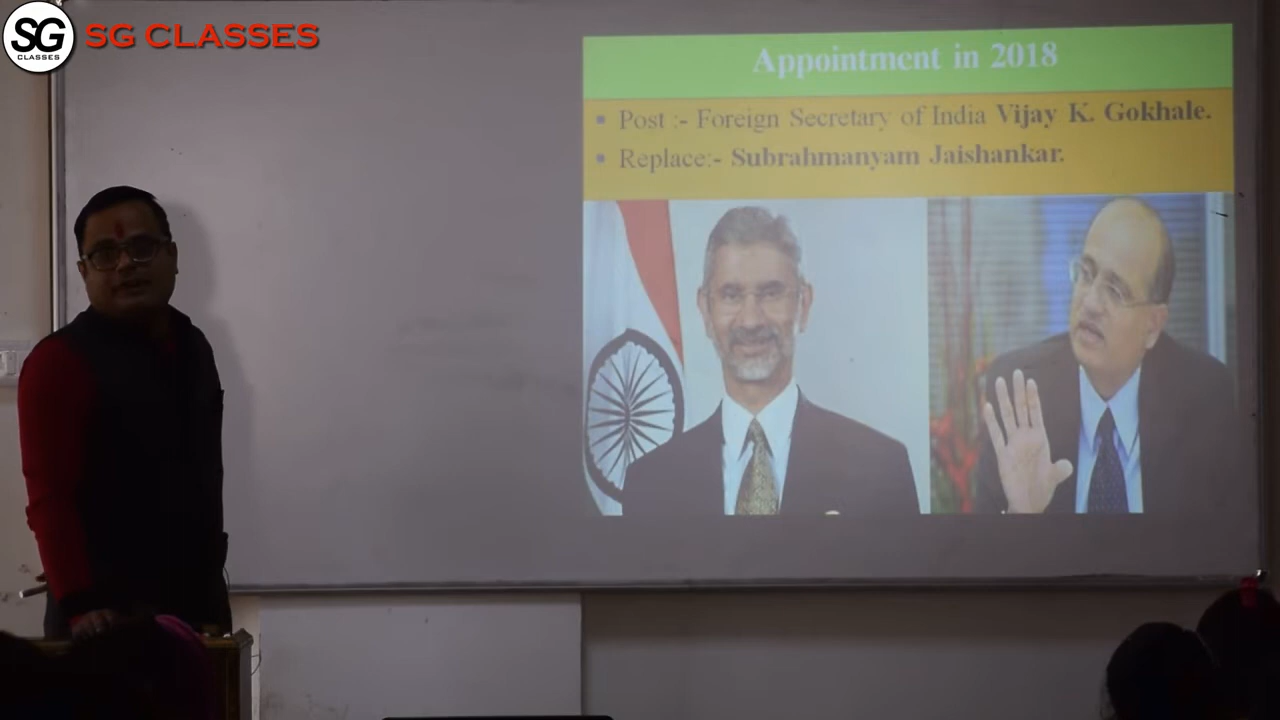 SG
CLASSES
SG CLASSES
Appointment in 2018
▪ Post :- Foreign Secretary of India Vijay K. Gokhale.
▪ Replace:- Subrahmanyam Jaishankar.